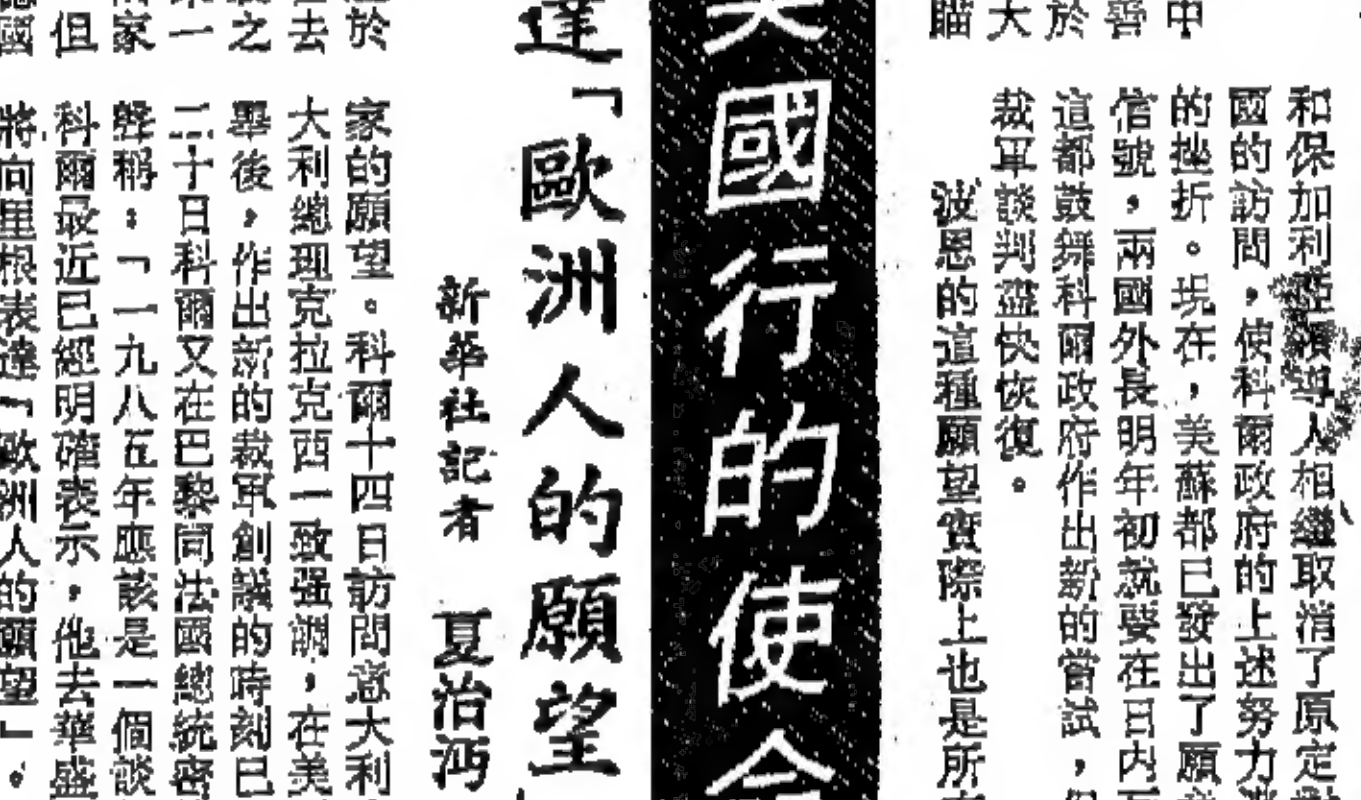 中
善
於
大
瞄
和保加利亞領導人相繼取消了原定
國的訪問，使科爾政府的上述努力
的挫折。現在，美蘇都已發出了願
信號，兩國外長明年初就要在日內
這都鼓舞科爾政府作出新的嘗試，
裁軍談判盡快恢復。
波恩的這種願望實際上也是所
國行的使
達「歐洲人的願望
新華社記者 夏治沔
於
去
之
一
家
但
國
家的願望。科爾十四日訪問意大利
大利總理克拉克西一致强調，在美
畢後，作出新的裁軍創議的時刻已
二十日科爾又在巴黎同法國總統密
聲稱：「一九八五年應該是一個談
科爾最近已經明確表示，他去華盛
將向里根表達「歐洲人的願望」。